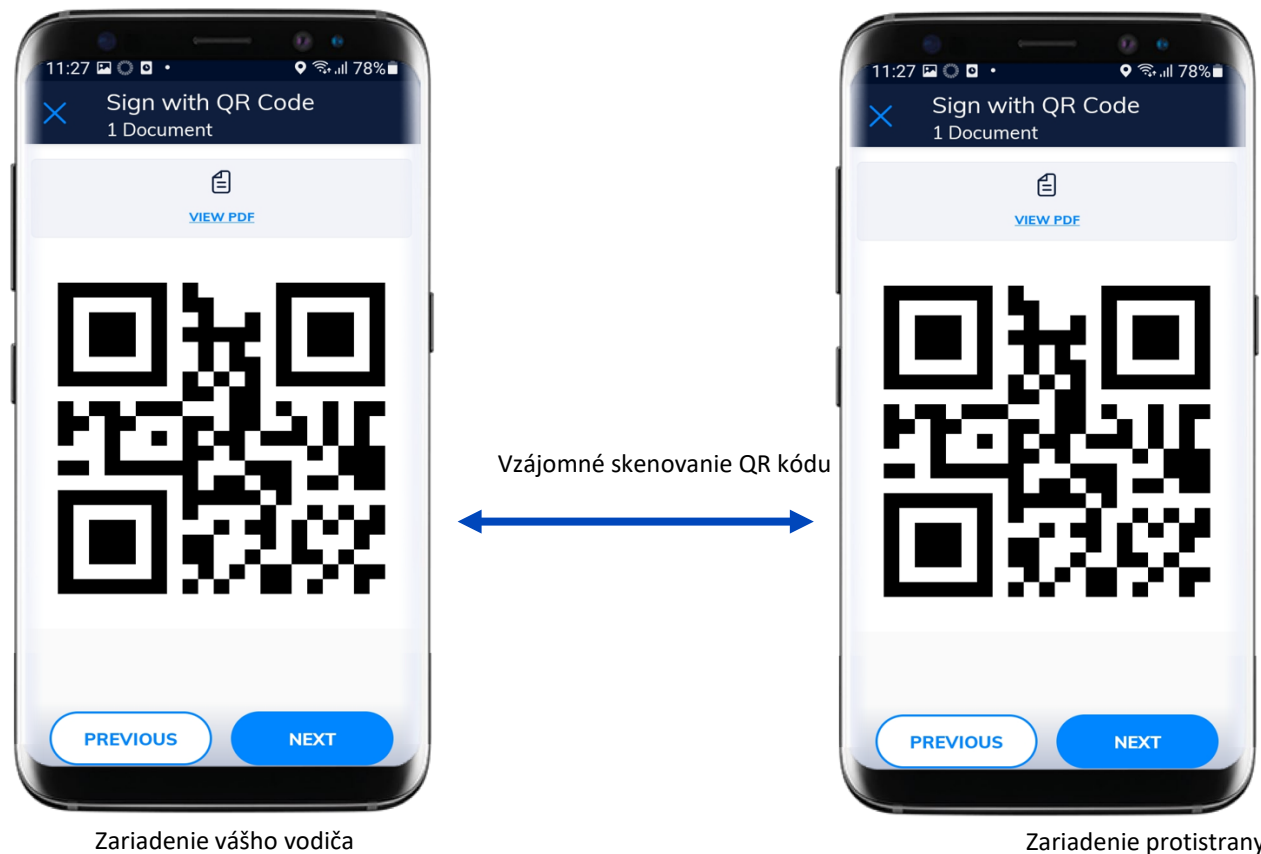 11:27 78%
Sign with QR Code
1 Document
VIEW PDF
PREVIOUS NEXT
Zariadenie vášho vodiča
Vzájomné skenovanie QR kódu
11:27 78%
Sign with QR Code
1 Document
VIEW PDF
PREVIOUS NEXT
Zariadenie protistrany